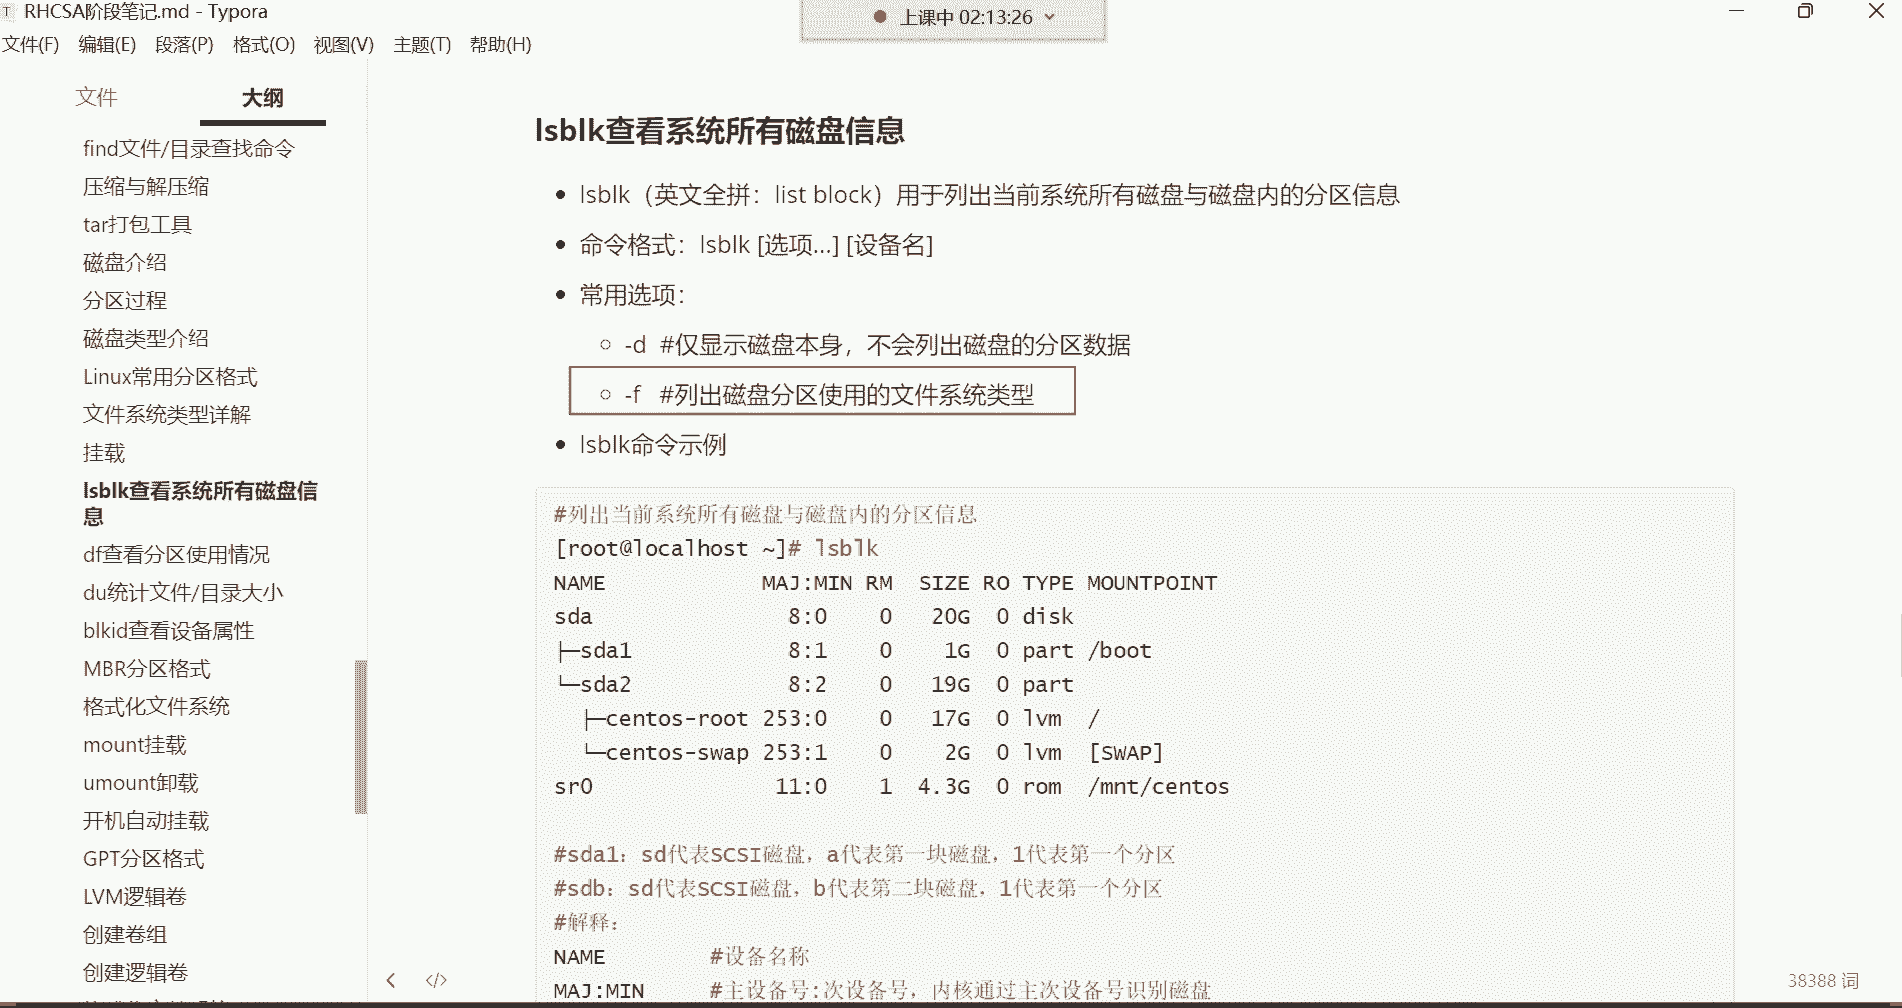 RHCSA阶段笔记.md - Typora
上课中 02:13:26
文件(F) 编辑(E) 段落(P) 格式(O) 视图(V) 主题(T) 帮助(H)
文件 大纲
find文件/目录查找命令
压缩与解压缩
tar打包工具
磁盘介绍
分区过程
磁盘类型介绍
Linux常用分区格式
文件系统类型详解
挂载
lsblk查看系统所有磁盘信
息
df查看分区使用情况
du统计文件/目录大小
blkid查看设备属性
MBR分区格式
格式化文件系统
mount挂载
umount卸载
开机自动挂载
GPT分区格式
LVM逻辑卷
创建卷组
创建逻辑卷
lsblk查看系统所有磁盘信息
lsblk（英文全拼：list block）用于列出当前系统所有磁盘与磁盘内的分区信息
命令格式：lsblk [选项...] [设备名]
常用选项：
-d #仅显示磁盘本身，不会列出磁盘的分区数据
-f #列出磁盘分区使用的文件系统类型
lsblk命令示例
#列出当前系统所有磁盘与磁盘内的分区信息
[root@localhost ~]# lsblk
NAME MAJ:MIN RM SIZE RO TYPE MOUNTPOINT
sda 8:0 0 20G 0 disk
├─sda1 8:1 0 1G 0 part /boot
└─sda2 8:2 0 19G 0 part
├─centos-root 253:0 0 17G 0 lvm /
└─centos-swap 253:1 0 2G 0 lvm [SWAP]
sr0 11:0 1 4.3G 0 rom /mnt/centos
#sda1：sd代表SCSI磁盘，a代表第一块磁盘，1代表第一个分区
#sdb：sd代表SCSI磁盘，b代表第二块磁盘，1代表第一个分区
#解释：
NAME #设备名称
MAJ:MIN #主设备号:次设备号，内核通过主次设备号识别磁盘
38388 词